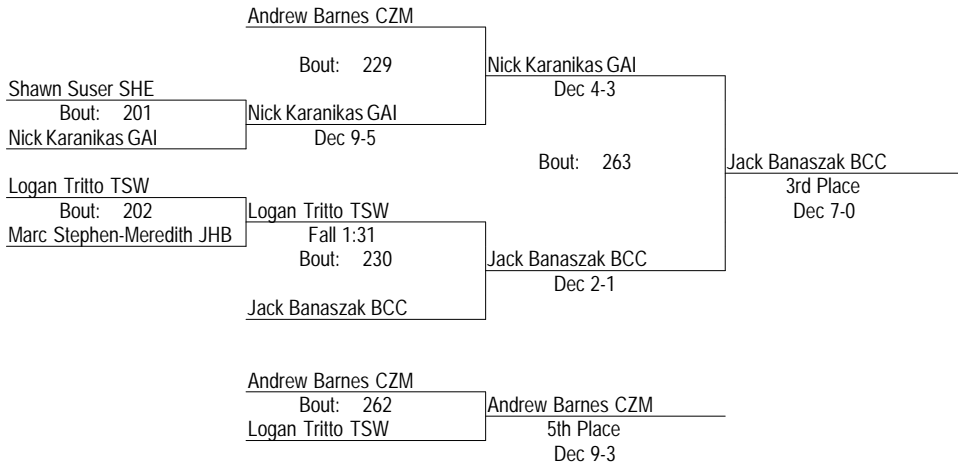 Andrew Barnes CZM
Bout: 229
Nick Karanikas GAI
Dec 4-3
Shawn Suser SHE
Bout: 201
Nick Karanikas GAI
Nick Karanikas GAI
Dec 9-5
Bout: 263
Jack Banaszak BCC
3rd Place
Dec 7-0
Logan Tritto TSW
Bout: 202
Marc Stephen-Meredith JHB
Logan Tritto TSW
Fall 1:31
Bout: 230
Jack Banaszak BCC
Dec 2-1
Jack Banaszak BCC
Andrew Barnes CZM
Bout: 262
Logan Tritto TSW
Andrew Barnes CZM
5th Place
Dec 9-3